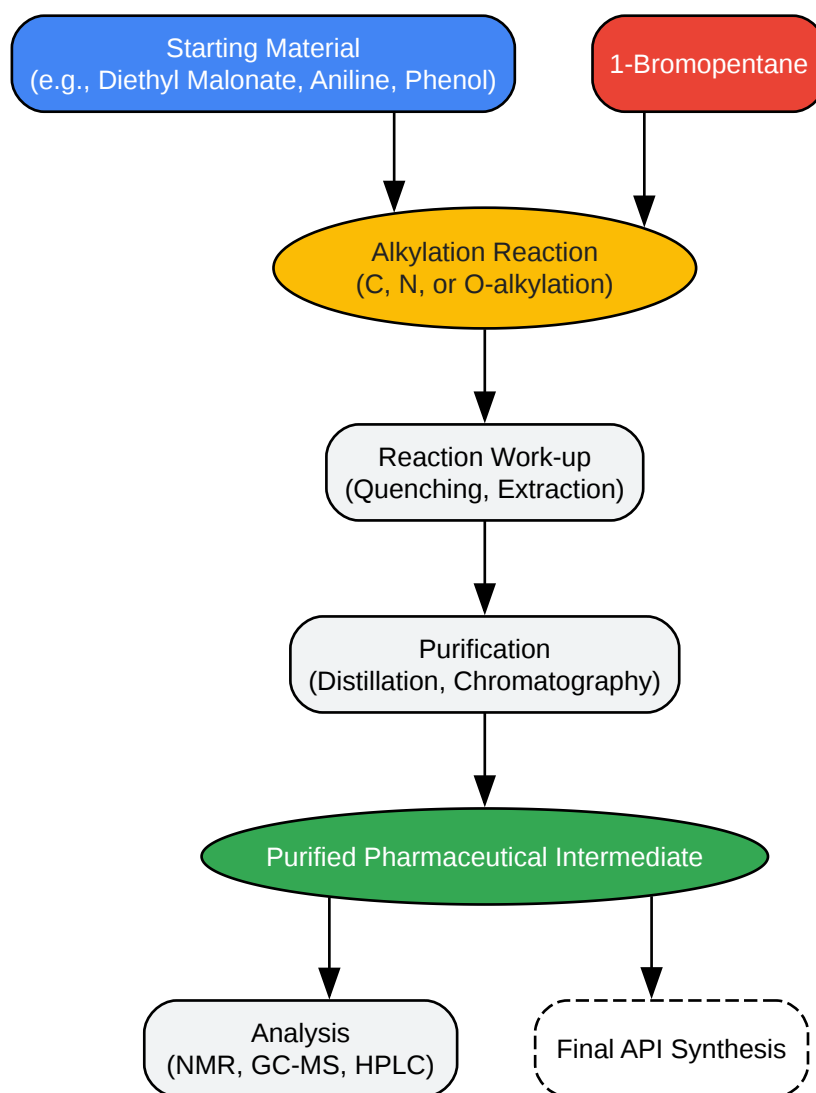 Starting Material
(e.g., Diethyl Malonate, Aniline, Phenol)
1-Bromopentane
Alkylation Reaction
(C, N, or O-alkylation)
Reaction Work-up
(Quenching, Extraction)
Purification
(Distillation, Chromatography)
Purified Pharmaceutical Intermediate
Analysis
(NMR, GC-MS, HPLC)
Final API Synthesis